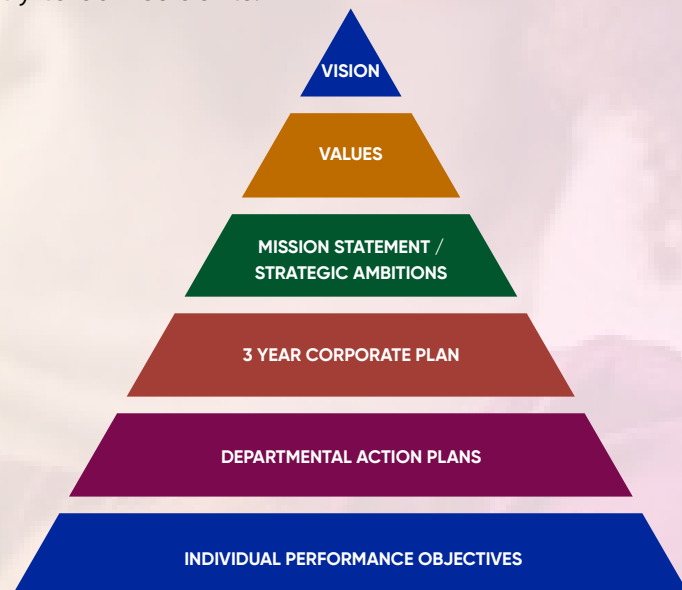 VISION
VALUES
MISSION STATEMENT /
STRATEGIC AMBITIONS
3 YEAR CORPORATE PLAN
DEPARTMENTAL ACTION PLANS
INDIVIDUAL PERFORMANCE OBJECTIVES